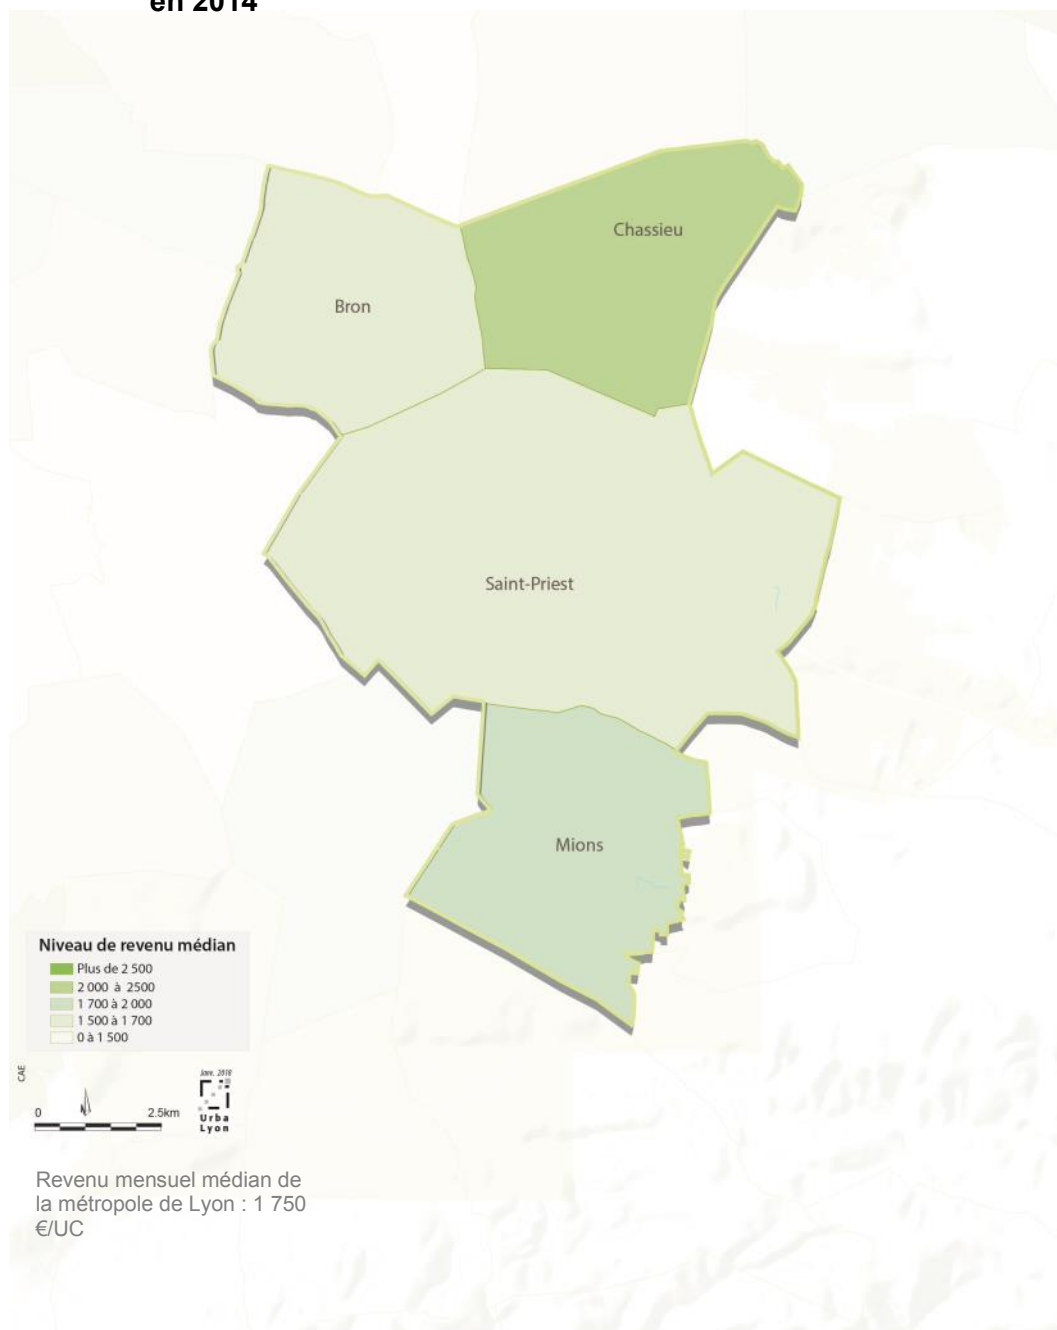 en 2014
Chassieu
Bron
Saint-Priest
Mions
Niveau de revenu médian
Plus de 2 500
2 000 à 2500
1 700 à 2 000
1 500 à 1 700
0 à 1 500
CAE
Janv. 2018
0 2.5km
Urba
Lyon
Revenu mensuel médian de
la métropole de Lyon : 1 750
€/UC